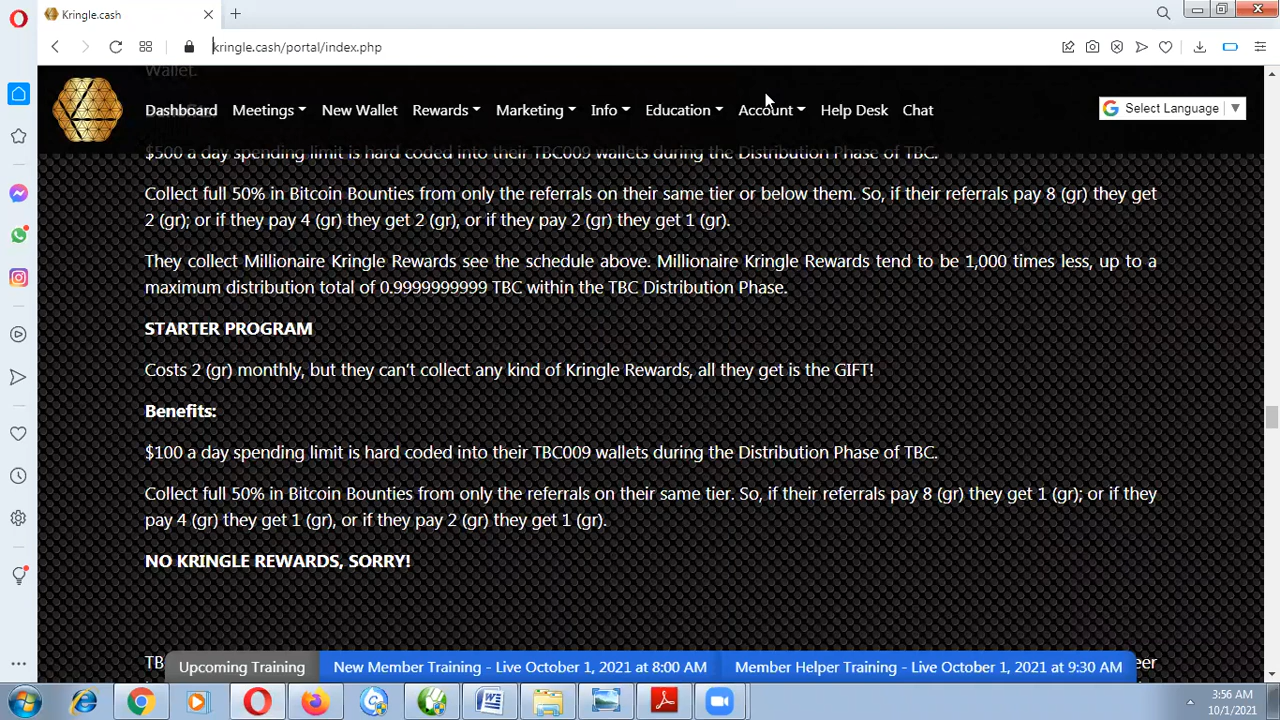 Kringle.cash
kringle.cash/portal/index.php
Wallet.
Dashboard Meetings New Wallet Rewards Marketing Info Education Account Help Desk Chat
Select Language
$500 a day spending limit is hard coded into their TBC009 wallets during the Distribution Phase of TBC.
Collect full 50% in Bitcoin Bounties from only the referrals on their same tier or below them. So, if their referrals pay 8 (gr) they get
2 (gr); or if they pay 4 (gr) they get 2 (gr), or if they pay 2 (gr) they get 1 (gr).
They collect Millionaire Kringle Rewards see the schedule above. Millionaire Kringle Rewards tend to be 1,000 times less, up to a
maximum distribution total of 0.9999999999 TBC within the TBC Distribution Phase.
STARTER PROGRAM
Costs 2 (gr) monthly, but they can't collect any kind of Kringle Rewards, all they get is the GIFT!
Benefits:
$100 a day spending limit is hard coded into their TBC009 wallets during the Distribution Phase of TBC.
Collect full 50% in Bitcoin Bounties from only the referrals on their same tier. So, if their referrals pay 8 (gr) they get 1 (gr); or if they
pay 4 (gr) they get 1 (gr), or if they pay 2 (gr) they get 1 (gr).
NO KRINGLE REWARDS, SORRY!
Upcoming Training New Member Training - Live October 1, 2021 at 8:00 AM Member Helper Training - Live October 1, 2021 at 9:30 AM
3:56 AM
10/1/2021